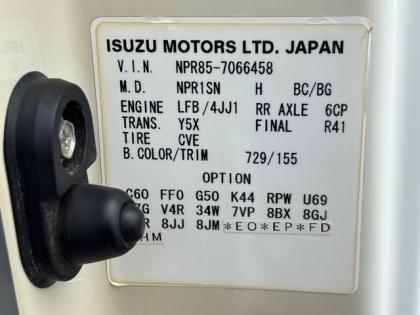 ISUZU MOTORS LTD. JAPAN
V.I.N. NPR85-7066458
M.D. NPR1SN H BC/BG
ENGINE LFB/4JJ1 RR AXLE 6CP
TRANS. Y5X FINAL R41
TIRE CVE
B.COLOR/TRIM 729/155
OPTION
C60 FF0 G50 K44 RPW U69
V4R 34W 7VP 8BX 8GJ
8JJ 8JM *EO*EP*FD
HM